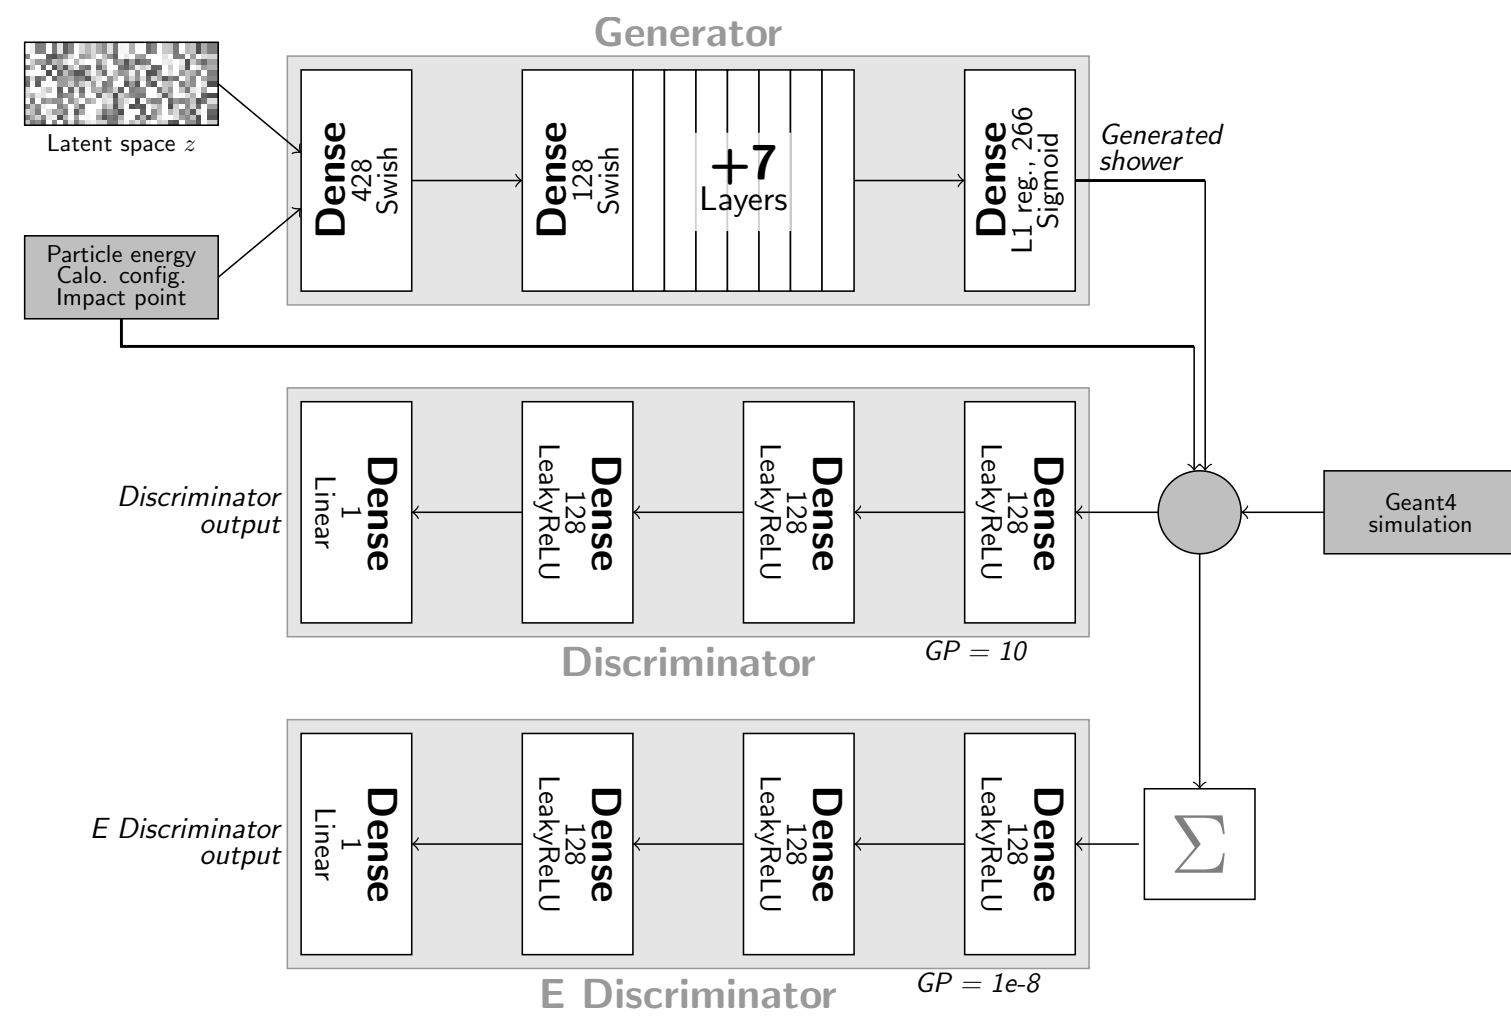 Generator
Latent space z
Particle energy
Calo. config.
Impact point
Dense
428
Swish
Dense
128
Swish
+7
Layers
Dense
L1 reg., 266
Sigmoid
Generated
shower
Discriminator
output
Dense
1
Linear
Dense
128
LeakyReLU
Dense
128
LeakyReLU
Dense
128
LeakyReLU
Geant4
simulation
GP = 10
Discriminator
E Discriminator
output
Dense
1
Linear
Dense
128
LeakyReLU
Dense
128
LeakyReLU
Dense
128
LeakyReLU
Σ
GP = 1e-8
E Discriminator